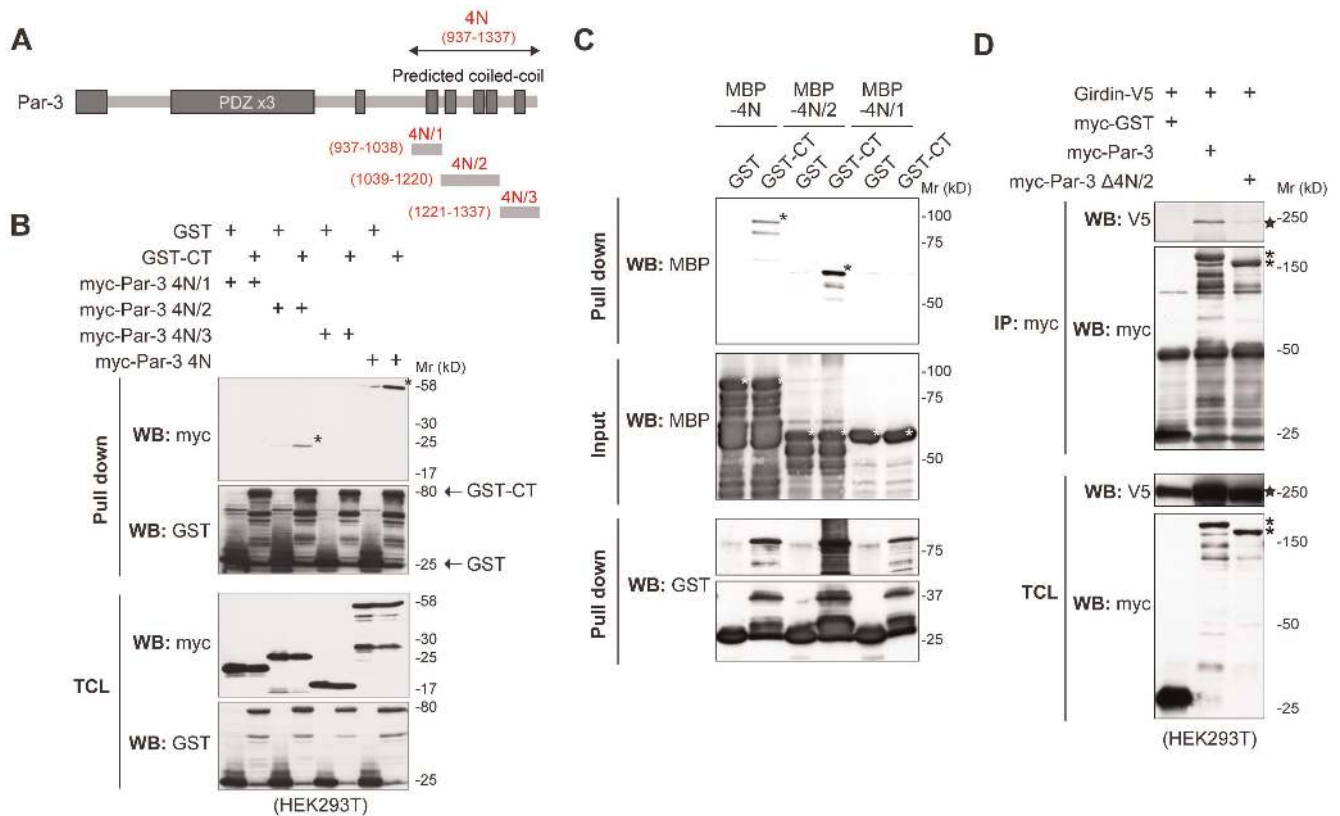 A
4N
(937-1337)
Predicted coiled-coil
Par-3
PDZ x3
4N/1
(937-1038)
4N/2
(1039-1220)
4N/3
(1221-1337)
B
GST + + + +
GST-CT + + + +
myc-Par-3 4N/1 + +
myc-Par-3 4N/2 + +
myc-Par-3 4N/3 + +
myc-Par-3 4N + +
Mr (kD)
Pull down
WB: myc
-58
*
-30
-25
*
-17
WB: GST
-80 ← GST-CT
-25 ← GST
TCL
WB: myc
-58
-30
-25
-17
WB: GST
-80
-25
(HEK293T)
C
MBP MBP MBP
-4N -4N/2 -4N/1
GST GST-CT GST GST-CT GST GST-CT
Mr (kD)
Pull down
WB: MBP
* -100
-75
*
-50
Input
WB: MBP
-100
* * -75
* * * *
-50
Pull down
WB: GST
-75
-37
-25
D
Girdin-V5 + + +
myc-GST +
myc-Par-3 +
myc-Par-3 Δ4N/2 +
Mr (kD)
IP: myc
WB: V5
-250
★
WB: myc
*
* -150
-50
-25
TCL
WB: V5
★ -250
WB: myc
*
*
-150
-50
-25
(HEK293T)